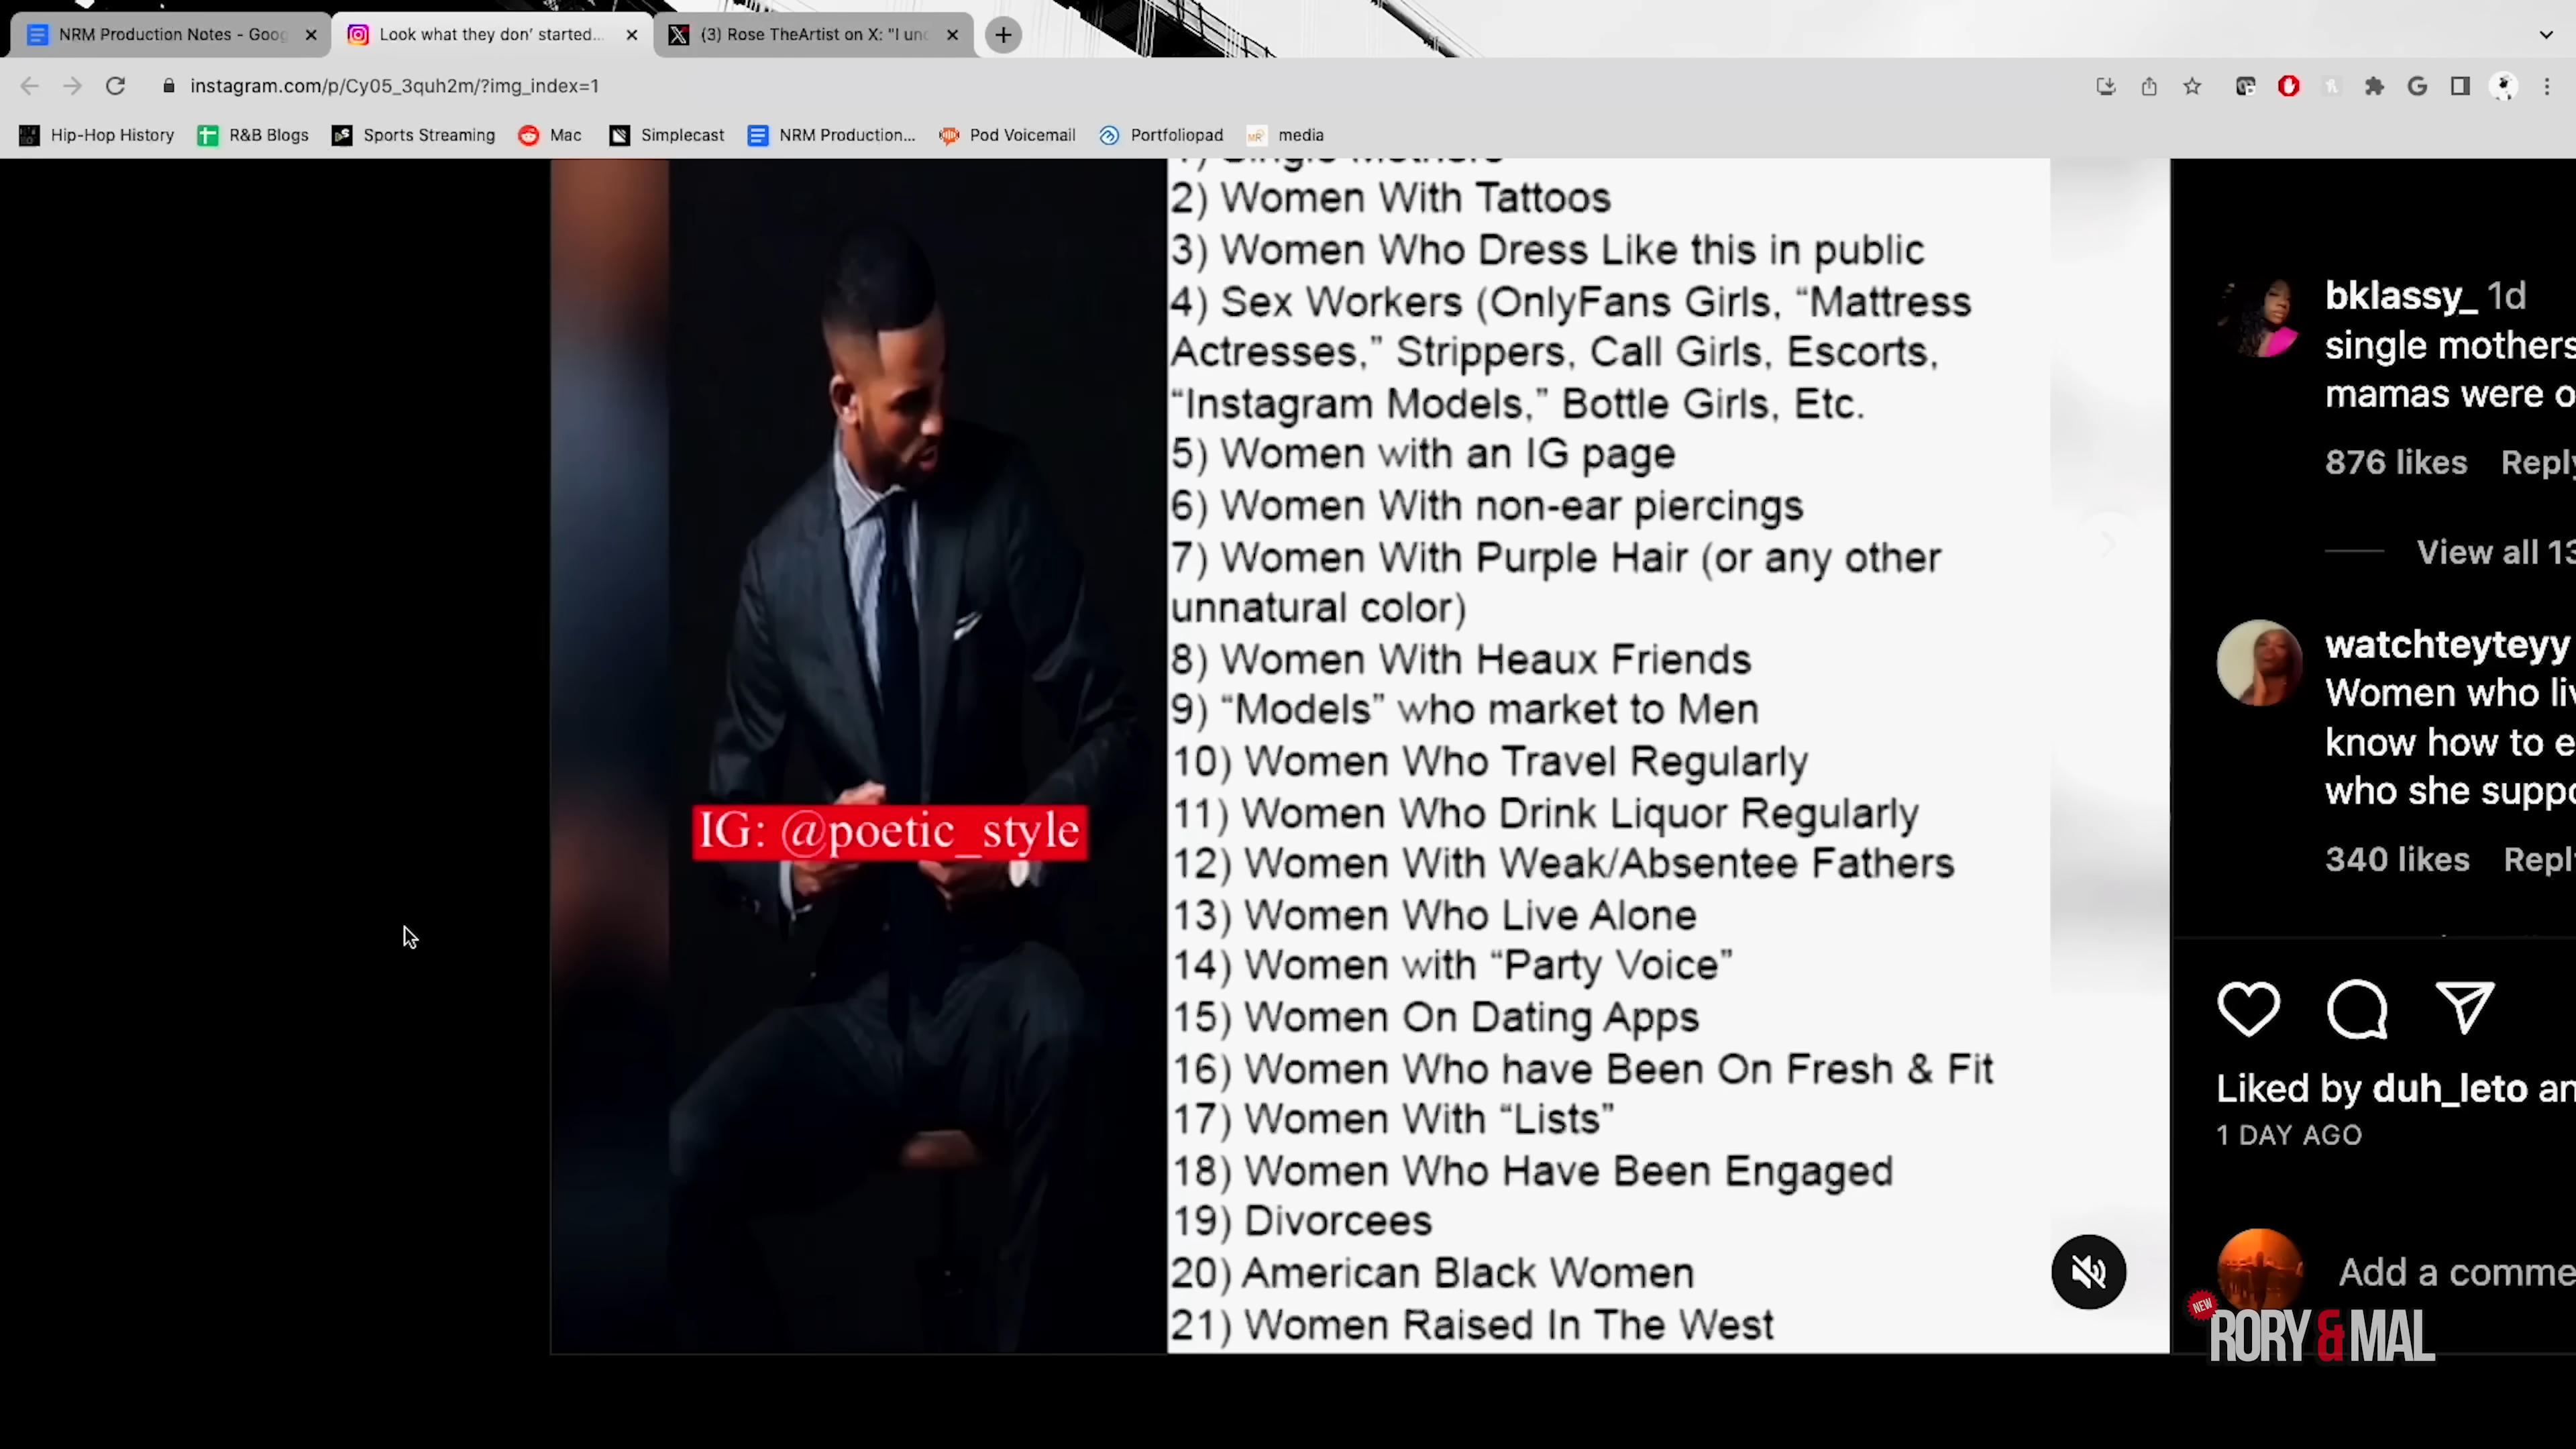 NRM Production Notes - Goog
Look what they don' started...
(3) Rose TheArtist on X: "I und
instagram.com/p/Cy05_3quh2m/?img_index=1
Hip-Hop History
R&B Blogs
Sports Streaming
Mac
Simplecast
NRM Production...
Pod Voicemail
Portfoliopad
media
1) Single Mothers
2) Women With Tattoos
3) Women Who Dress Like this in public
4) Sex Workers (OnlyFans Girls, “Mattress
Actresses,” Strippers, Call Girls, Escorts,
“Instagram Models,” Bottle Girls, Etc.
5) Women with an IG page
6) Women With non-ear piercings
7) Women With Purple Hair (or any other
unnatural color)
8) Women With Heaux Friends
9) “Models” who market to Men
10) Women Who Travel Regularly
11) Women Who Drink Liquor Regularly
12) Women With Weak/Absentee Fathers
13) Women Who Live Alone
14) Women with “Party Voice”
15) Women On Dating Apps
16) Women Who have Been On Fresh & Fit
17) Women With “Lists”
18) Women Who Have Been Engaged
19) Divorcees
20) American Black Women
21) Women Raised In The West
IG: @poetic_style
bklassy_ 1d
single mothers
mamas were o
876 likes Reply
View all 13
watchteyteyy
Women who liv
know how to e
who she suppo
340 likes Repl
Liked by duh_leto an
1 DAY AGO
Add a comme
NEW
RORY & MAL